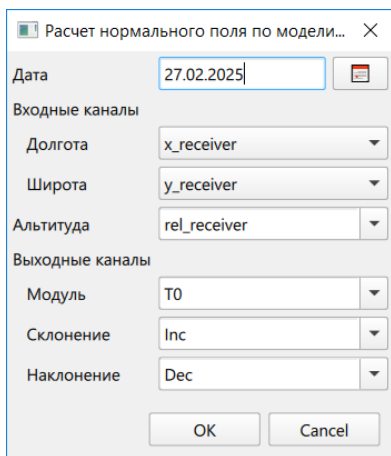 Расчет нормального поля по модели...
Дата 27.02.2025
Входные каналы
Долгота x_receiver
Широта y_receiver
Альтитуда rel_receiver
Выходные каналы
Модуль T0
Склонение Inc
Наклонение Dec
OK Cancel